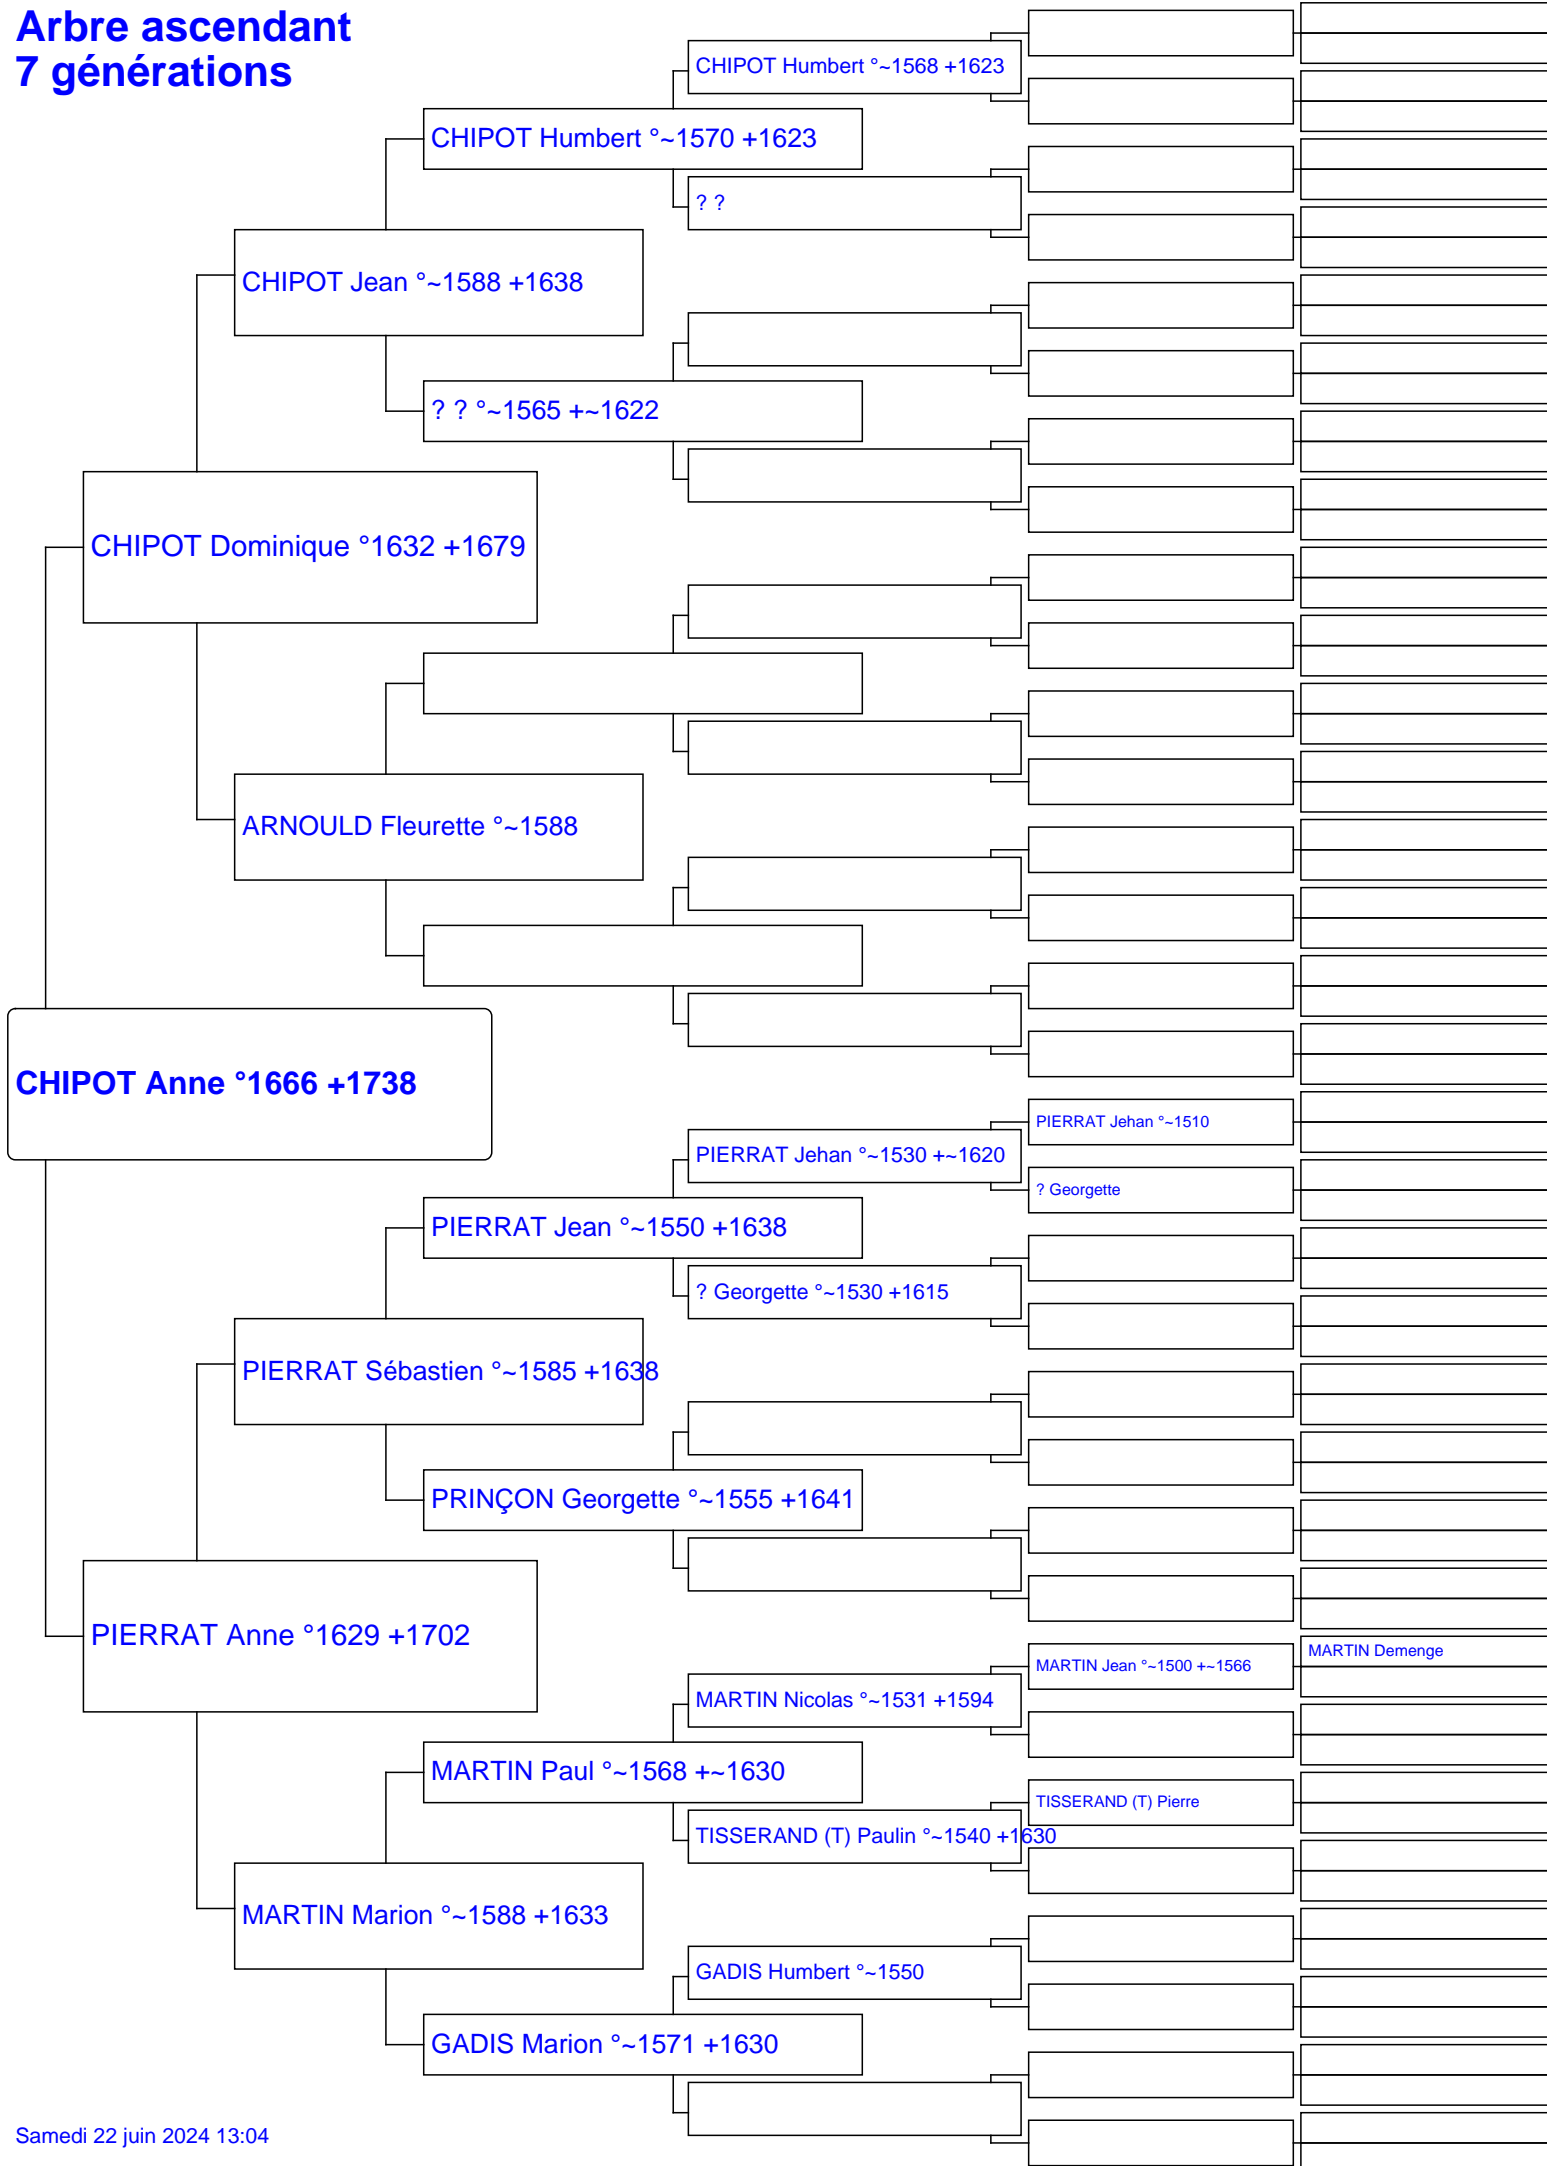 Arbre ascendant
7 générations
CHIPOT Humbert °~1568 +1623
CHIPOT Humbert °~1570 +1623
? ?
CHIPOT Jean °~1588 +1638
? ? °~1565 +~1622
CHIPOT Dominique °1632 +1679
ARNOULD Fleurette °~1588
CHIPOT Anne °1666 +1738
PIERRAT Jehan °~1510
PIERRAT Jehan °~1530 +~1620
? Georgette
PIERRAT Jean °~1550 +1638
? Georgette °~1530 +1615
PIERRAT Sébastien °~1585 +1638
PRINÇON Georgette °~1555 +1641
PIERRAT Anne °1629 +1702
MARTIN Demenge
MARTIN Jean °~1500 +~1566
MARTIN Nicolas °~1531 +1594
MARTIN Paul °~1568 +~1630
TISSERAND (T) Pierre
TISSERAND (T) Paulin °~1540 +1630
MARTIN Marion °~1588 +1633
GADIS Humbert °~1550
GADIS Marion °~1571 +1630
Samedi 22 juin 2024 13:04